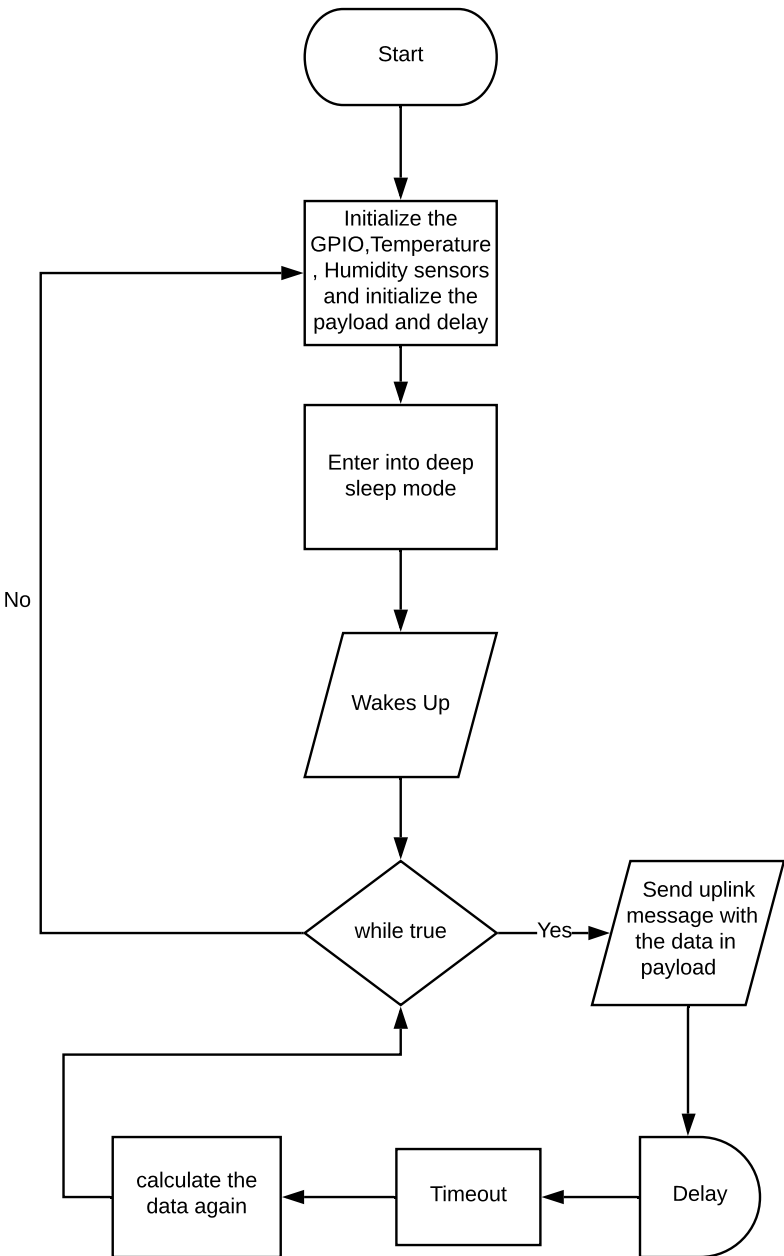 Start
Initialize the
GPIO,Temperature
, Humidity sensors
and initialize the
payload and delay
Enter into deep
sleep mode
No
Wakes Up
while true
Yes
Send uplink
message with
the data in
payload
Delay
Timeout
calculate the
data again